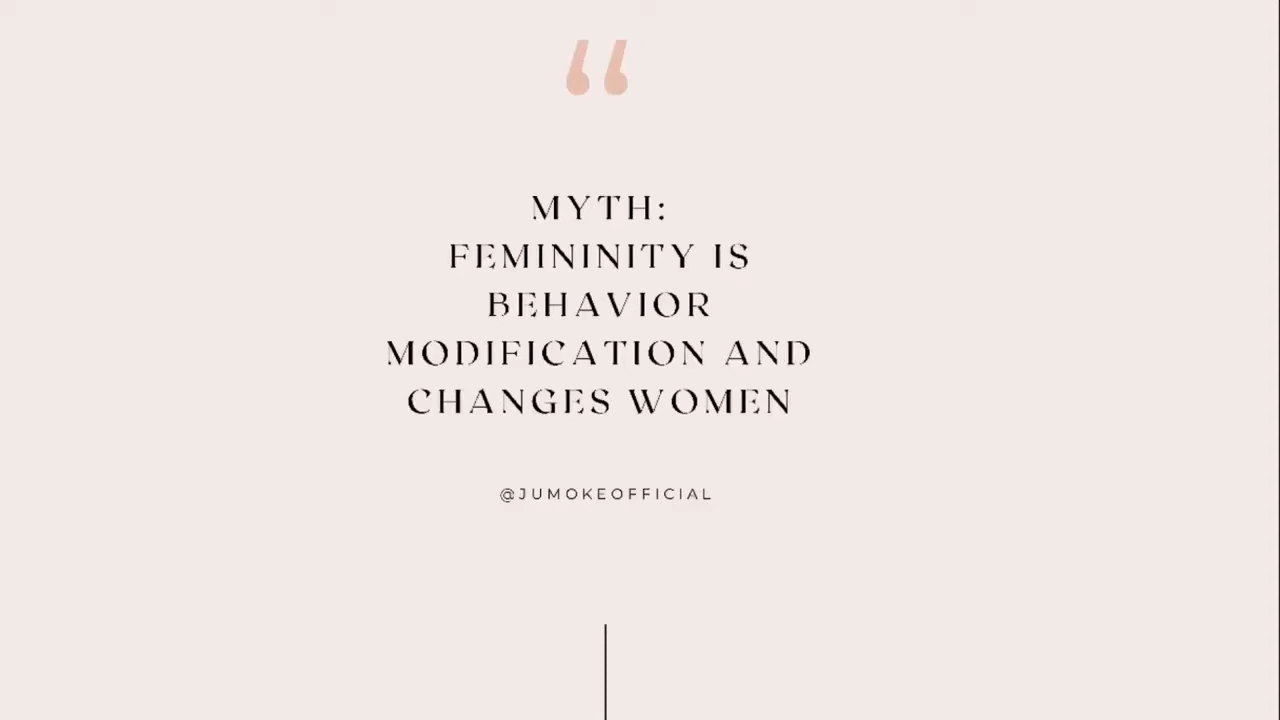 “
MYTH:
FEMININITY IS
BEHAVIOR
MODIFICATION AND
CHANGES WOMEN
@JUMOKEOFFICIAL